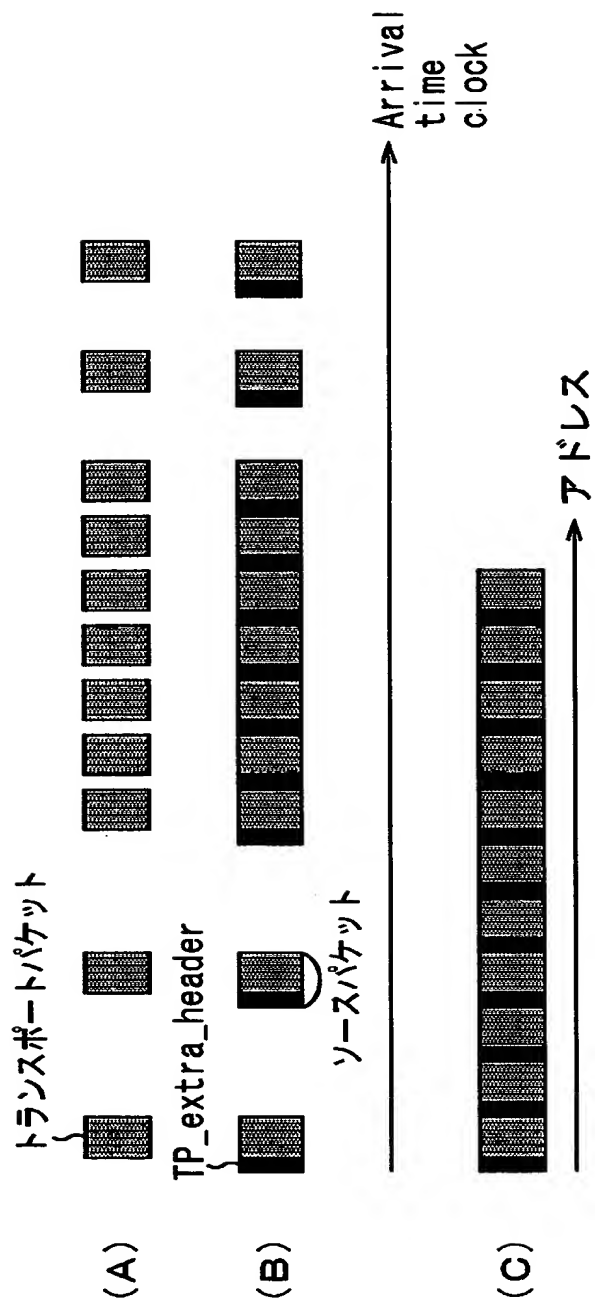 (A)
トランスポートパケット
(B)
TP_extra_header
ソースパケット
Arrival
time
clock
(C)
アドレス